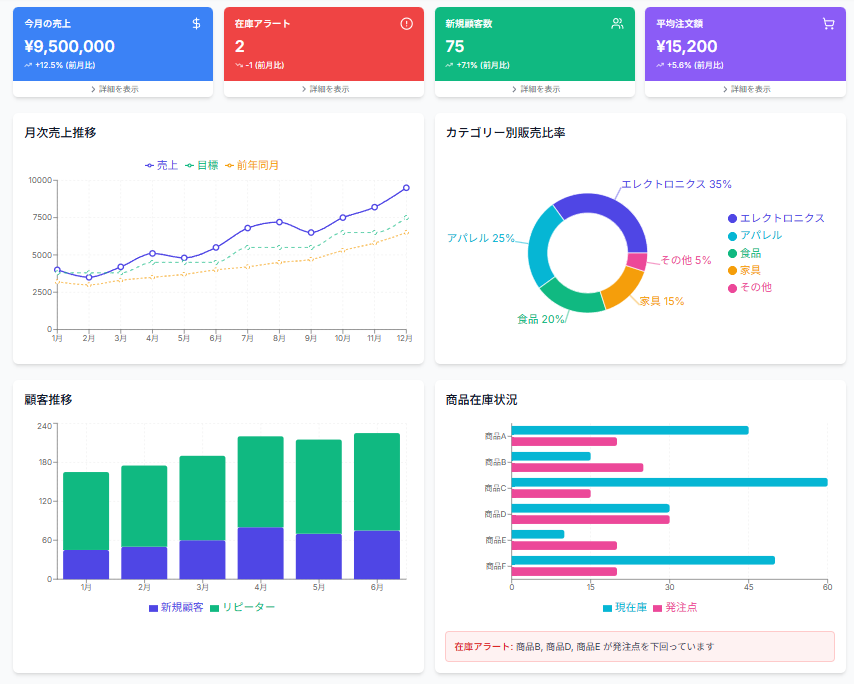 今月の売上
¥9,500,000
+12.5% (前月比)
詳細を表示
在庫アラート
2
-1 (前月比)
詳細を表示
新規顧客数
75
+7.1% (前月比)
詳細を表示
平均注文額
¥15,200
+5.6% (前月比)
詳細を表示
月次売上推移
売上 目標 前年同月
10000
7500
5000
2500
0
1月 2月 3月 4月 5月 6月 7月 8月 9月 10月 11月 12月
カテゴリー別販売比率
エレクトロニクス 35%
アパレル 25%
その他 5%
家具 15%
食品 20%
エレクトロニクス
アパレル
食品
家具
その他
顧客推移
240
180
120
60
0
1月 2月 3月 4月 5月 6月
新規顧客 リピーター
商品在庫状況
商品A
商品B
商品C
商品D
商品E
商品F
0 15 30 45 60
現在庫 発注点
在庫アラート: 商品B, 商品D, 商品E が発注点を下回っています